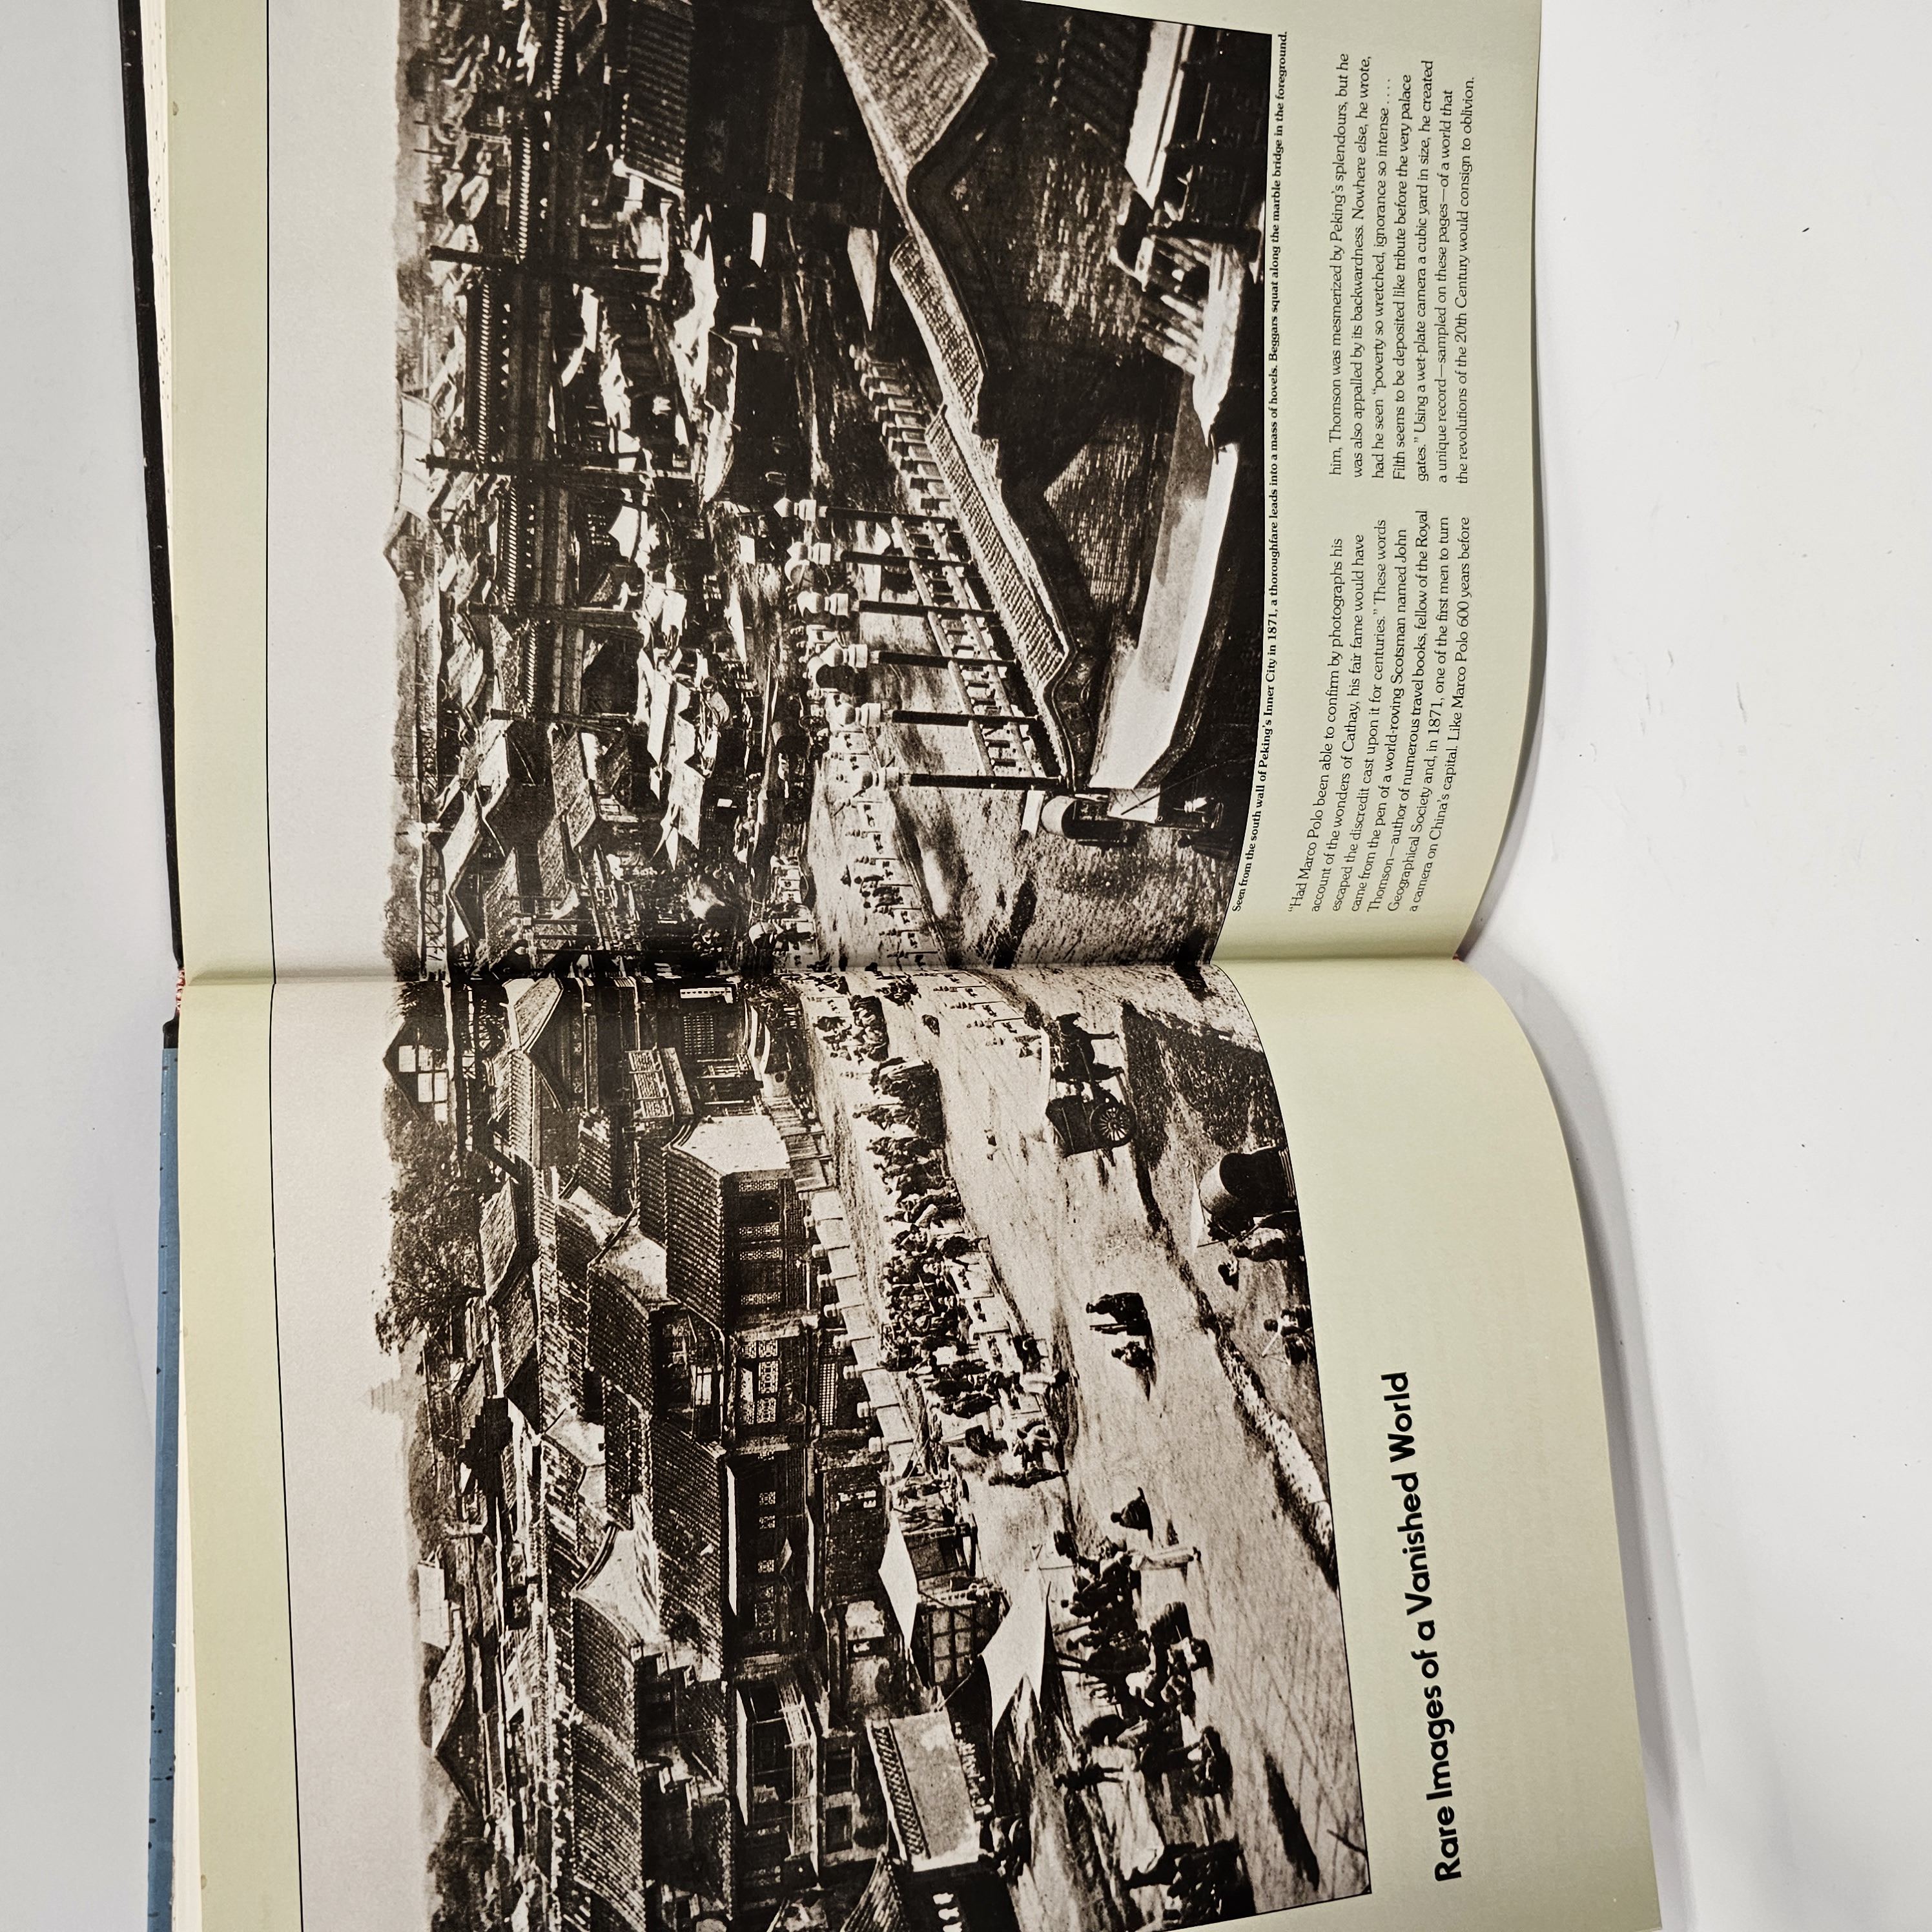 Rare Images of a Vanished World
Seen from the south wall of Peking's Inner City in 1871, a thoroughfare leads into a mass of hovels. Beggars squat along the marble bridge in the foreground.
"Had Marco Polo been able to confirm by photographs his
account of the wonders of Cathay, his fair fame would have
escaped the discredit cast upon it for centuries." These words
came from the pen of a world-roving Scotsman named John
Thomson—author of numerous travel books, fellow of the Royal
Geographical Society and, in 1871, one of the first men to turn
a camera on China's capital. Like Marco Polo 600 years before
him, Thomson was mesmerized by Peking's splendours, but he
was also appalled by its backwardness. Nowhere else, he wrote,
had he seen "poverty so wretched, ignorance so intense . . . .
Filth seems to be deposited like tribute before the very palace
gates." Using a wet-plate camera a cubic yard in size, he created
a unique record—sampled on these pages—of a world that
the revolutions of the 20th Century would consign to oblivion.